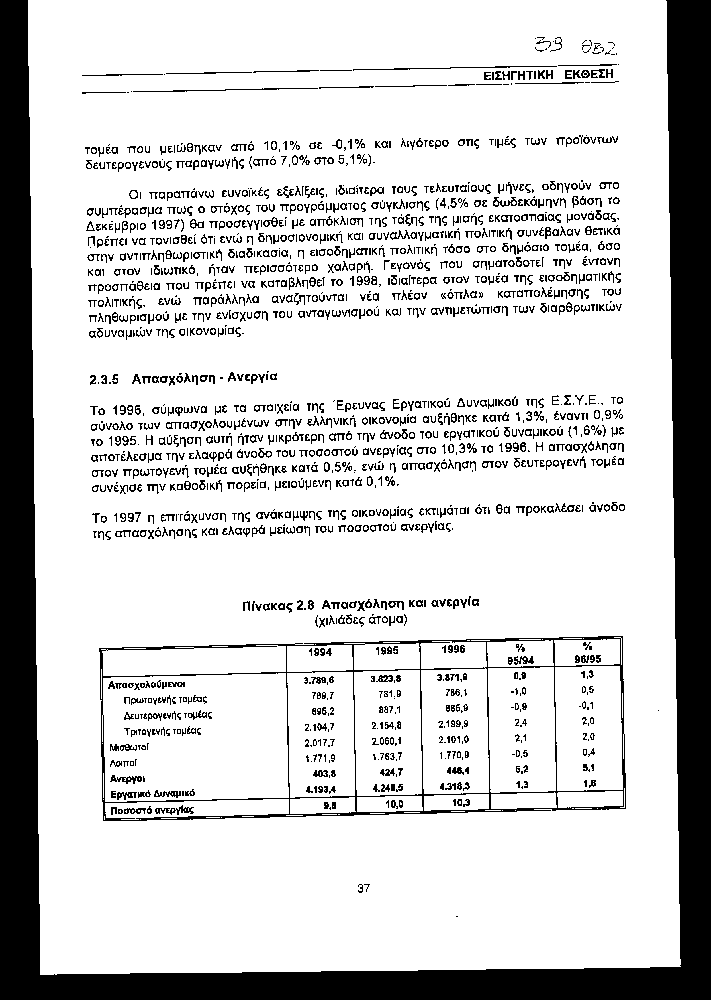 39 ΘΒ2
ΕΙΣΗΓΗΤΙΚΗ ΕΚΘΕΣΗ
τομέα που μειώθηκαν από 10,1% σε -0,1% και λιγότερο στις τιμές των προϊόντων
δευτερογενούς παραγωγής (από 7,0% στο 5,1%).
Οι παραπάνω ευνοϊκές εξελίξεις, ιδιαίτερα τους τελευταίους μήνες, οδηγούν στο
συμπέρασμα πως ο στόχος του προγράμματος σύγκλισης (4,5% σε δωδεκάμηνη βάση το
Δεκέμβριο 1997) θα προσεγγισθεί με απόκλιση της τάξης της μισής εκατοστιαίας μονάδας.
Πρέπει να τονισθεί ότι ενώ η δημοσιονομική και συναλλαγματική πολιτική συνέβαλαν θετικά
στην αντιπληθωριστική διαδικασία, η εισοδηματική πολιτική τόσο στο δημόσιο τομέα, όσο
και στον ιδιωτικό, ήταν περισσότερο χαλαρή. Γεγονός που σηματοδοτεί την έντονη
προσπάθεια που πρέπει να καταβληθεί το 1998, ιδιαίτερα στον τομέα της εισοδηματικής
πολιτικής, ενώ παράλληλα αναζητούνται νέα πλέον «όπλα» καταπολέμησης του
πληθωρισμού με την ενίσχυση του ανταγωνισμού και την αντιμετώπιση των διαρθρωτικών
αδυναμιών της οικονομίας.
2.3.5 Απασχόληση - Ανεργία
Το 1996, σύμφωνα με τα στοιχεία της Έρευνας Εργατικού Δυναμικού της Ε.Σ.Υ.Ε., το
σύνολο των απασχολουμένων στην ελληνική οικονομία αυξήθηκε κατά 1,3%, έναντι 0,9%
το 1995. Η αύξηση αυτή ήταν μικρότερη από την άνοδο του εργατικού δυναμικού (1,6%) με
αποτέλεσμα την ελαφρά άνοδο του ποσοστού ανεργίας στο 10,3% το 1996. Η απασχόληση
στον πρωτογενή τομέα αυξήθηκε κατά 0,5%, ενώ η απασχόληση στον δευτερογενή τομέα
συνέχισε την καθοδική πορεία, μειούμενη κατά 0,1%.
Το 1997 η επιτάχυνση της ανάκαμψης της οικονομίας εκτιμάται ότι θα προκαλέσει άνοδο
της απασχόλησης και ελαφρά μείωση του ποσοστού ανεργίας.
Πίνακας 2.8 Απασχόληση και ανεργία
(χιλιάδες άτομα)
1994 1995 1996 % 95/94 % 96/95
Απασχολούμενοι 3.789,6 3.823,8 3.871,9 0,9 1,3
Πρωτογενής τομέας 789,7 781,9 786,1 -1,0 0,5
Δευτερογενής τομέας 895,2 887,1 885,9 -0,9 -0,1
Τριτογενής τομέας 2.104,7 2.154,8 2.199,9 2,4 2,0
Μισθωτοί 2.017,7 2.060,1 2.101,0 2,1 2,0
Λοιποί 1.771,9 1.763,7 1.770,9 -0,5 0,4
Ανεργοι 403,8 424,7 446,4 5,2 5,1
Εργατικό Δυναμικό 4.193,4 4.248,5 4.318,3 1,3 1,6
Ποσοστό ανεργίας 9,6 10,0 10,3
37